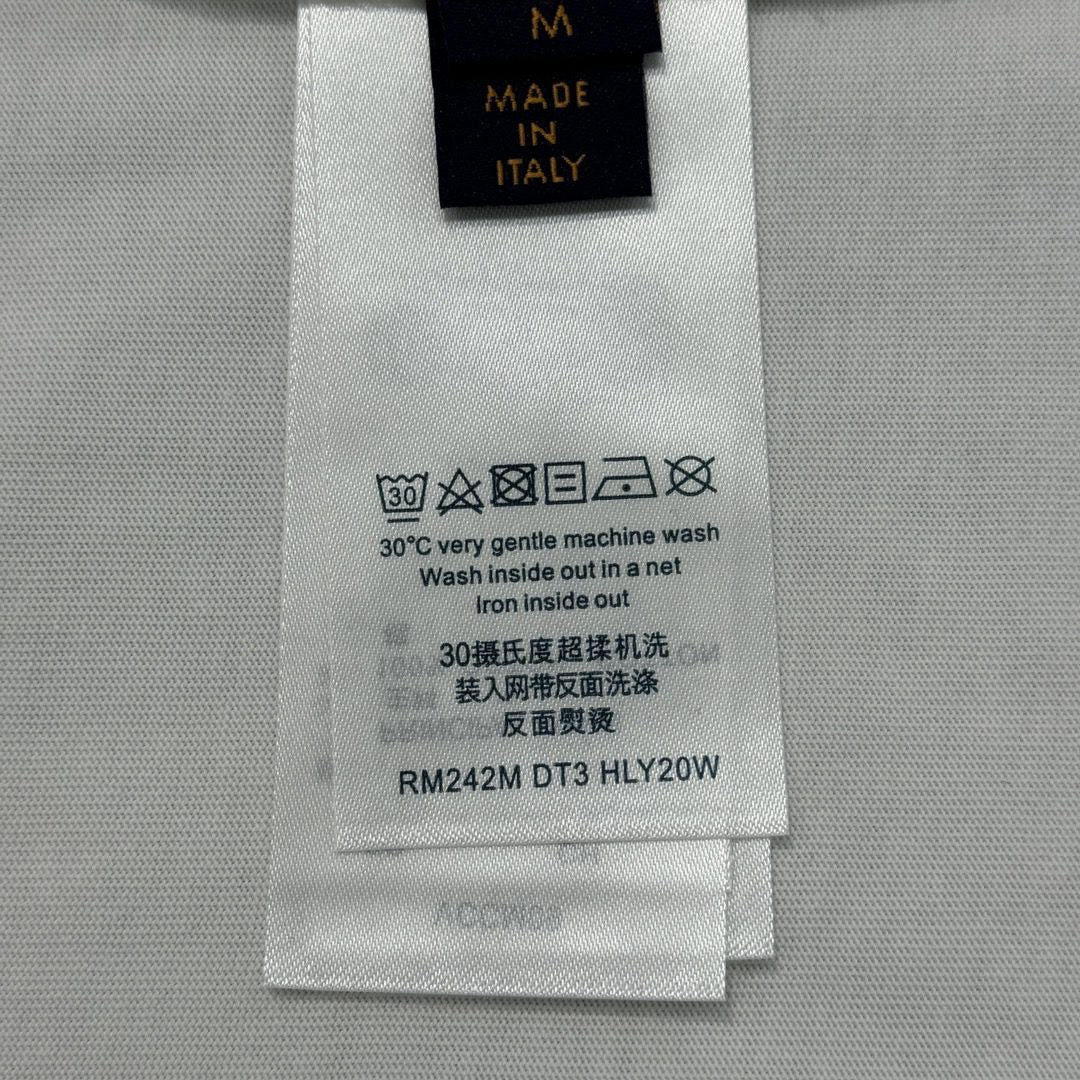 M
MADE
IN
ITALY
30
30°C very gentle machine wash
Wash inside out in a net
Iron inside out
30摄氏度超揉机洗
装入网带反面洗涤
反面熨烫
RM242M DT3 HLY20W